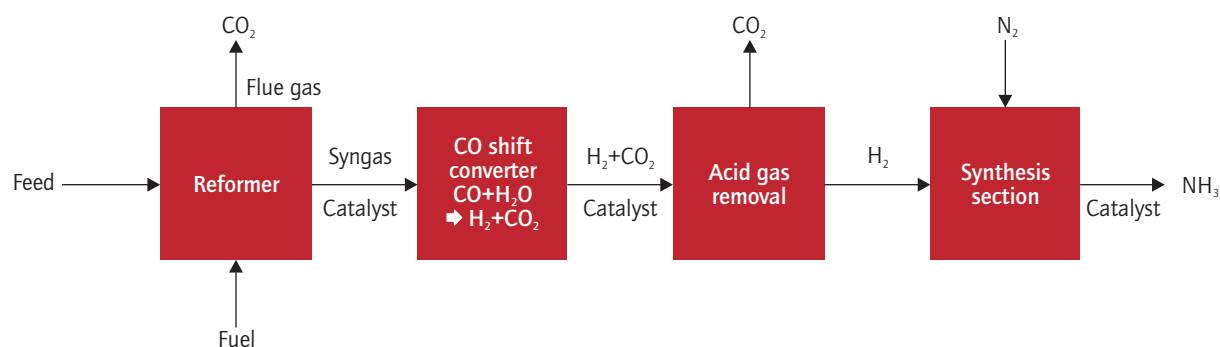 CO₂
CO₂
N₂
Flue gas
Feed
Reformer
Syngas
Catalyst
CO shift
converter
CO+H₂O
➡ H₂+CO₂
H₂+CO₂
Catalyst
Acid gas
removal
H₂
Synthesis
section
Catalyst
NH₃
Fuel